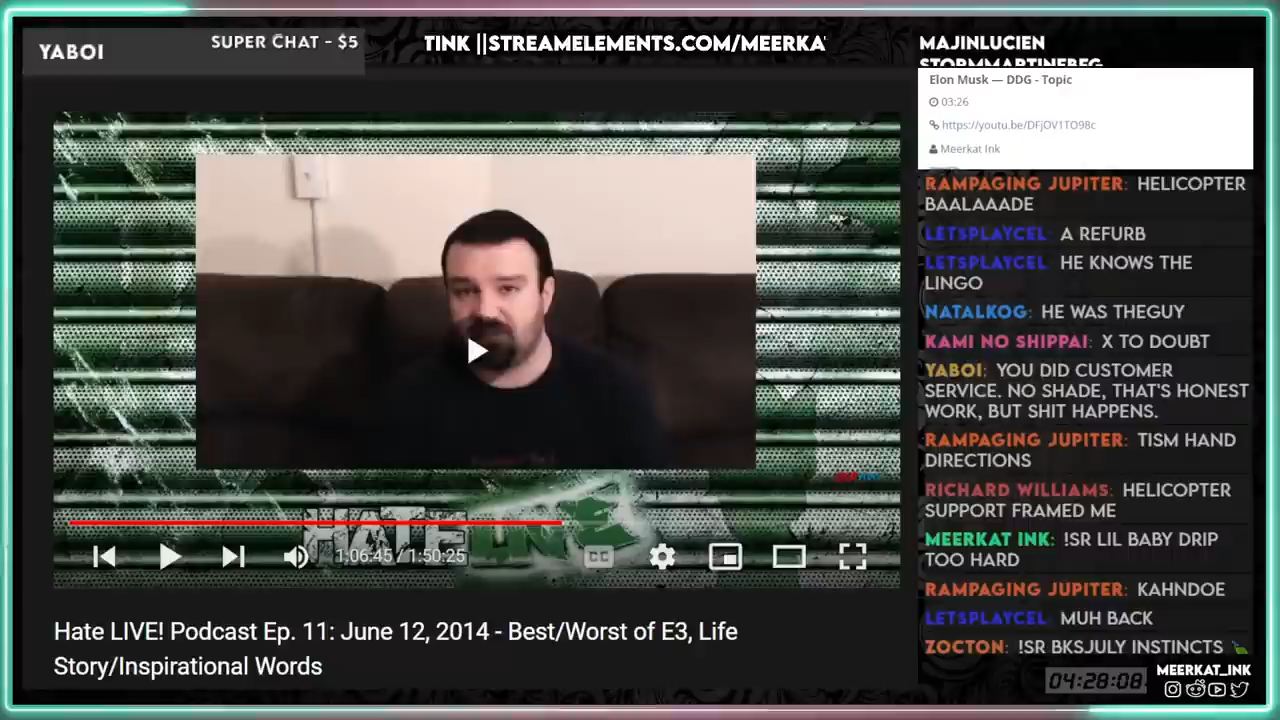 YABOI
SUPER CHAT - $5
TINK ||STREAMELEMENTS.COM/MEERKA
MAJINLUCIEN
STORMMARTINEBEG
Elon Musk — DDG - Topic
03:26
https://youtu.be/DFjOV1TO98c
Meerkat Ink
RAMPAGING JUPITER: HELICOPTER
BAALAAADE
LETSPLAYCEL: A REFURB
LETSPLAYCEL: HE KNOWS THE
LINGO
NATALKOG: HE WAS THEGUY
KAMI NO SHIPPAI: X TO DOUBT
YABOI: YOU DID CUSTOMER
SERVICE. NO SHADE, THAT'S HONEST
WORK, BUT SHIT HAPPENS.
RAMPAGING JUPITER: TISM HAND
DIRECTIONS
RICHARD WILLIAMS: HELICOPTER
SUPPORT FRAMED ME
MEERKAT INK: !SR LIL BABY DRIP
TOO HARD
RAMPAGING JUPITER: KAHNDOE
LETSPLAYCEL: MUH BACK
ZOCTON: !SR BKSJULY INSTINCTS
HATE LIVE
1:06:45 / 1:50:25
CC
Hate LIVE! Podcast Ep. 11: June 12, 2014 - Best/Worst of E3, Life
Story/Inspirational Words
04:28:08
MEERKAT_INK